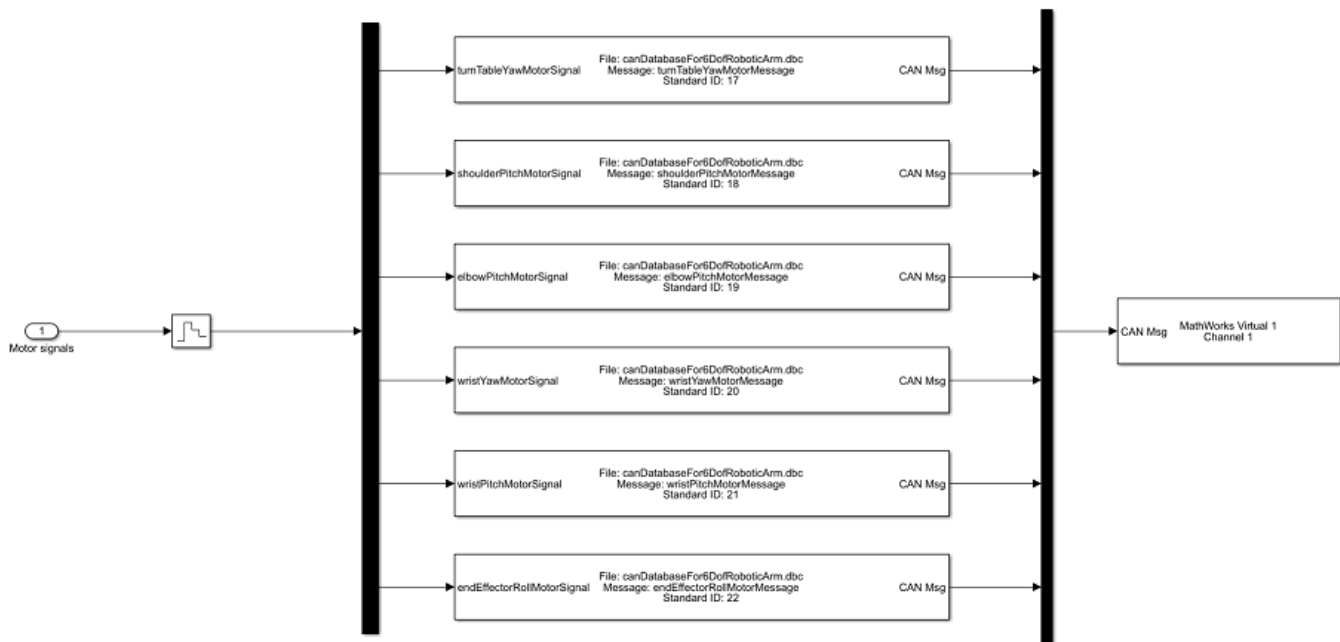 1
Motor signals
turnTableYawMotorSignal
File: canDatabaseFor6DofRoboticArm.dbc
Message: turnTableYawMotorMessage
Standard ID: 17
CAN Msg
shoulderPitchMotorSignal
File: canDatabaseFor6DofRoboticArm.dbc
Message: shoulderPitchMotorMessage
Standard ID: 18
CAN Msg
elbowPitchMotorSignal
File: canDatabaseFor6DofRoboticArm.dbc
Message: elbowPitchMotorMessage
Standard ID: 19
CAN Msg
wristYawMotorSignal
File: canDatabaseFor6DofRoboticArm.dbc
Message: wristYawMotorMessage
Standard ID: 20
CAN Msg
wristPitchMotorSignal
File: canDatabaseFor6DofRoboticArm.dbc
Message: wristPitchMotorMessage
Standard ID: 21
CAN Msg
endEffectorRollMotorSignal
File: canDatabaseFor6DofRoboticArm.dbc
Message: endEffectorRollMotorMessage
Standard ID: 22
CAN Msg
CAN Msg
MathWorks Virtual 1
Channel 1